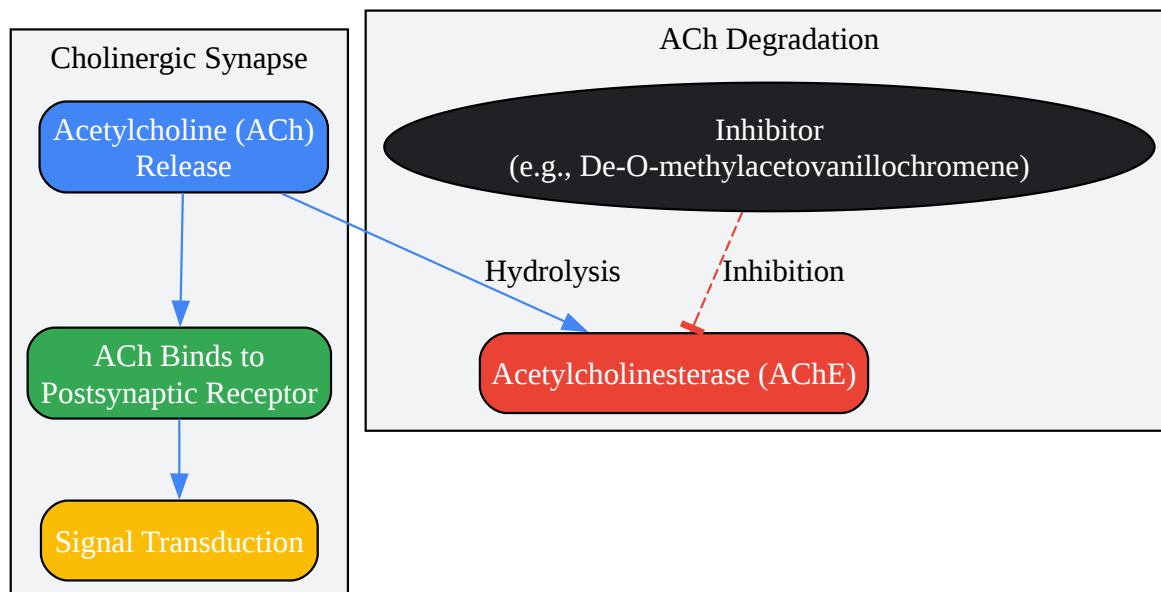 Cholinergic Synapse
Acetylcholine (ACh)
Release
ACh Binds to
Postsynaptic Receptor
Signal Transduction
ACh Degradation
Inhibitor
(e.g., De-O-methylacetovanillochromene)
Hydrolysis
Inhibition
Acetylcholinesterase (AChE)